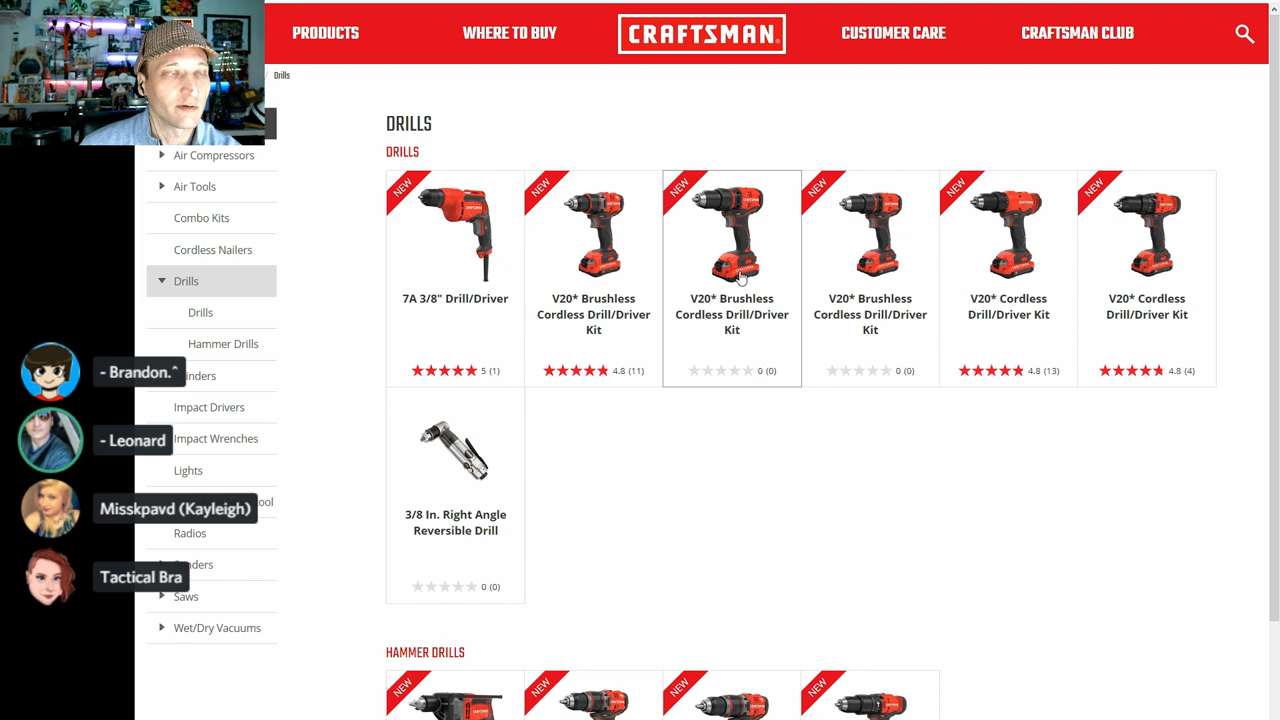 PRODUCTS
WHERE TO BUY
CRAFTSMAN
CUSTOMER CARE
CRAFTSMAN CLUB
/ Drills
Air Compressors
Air Tools
Combo Kits
Cordless Nailers
Drills
Drills
Hammer Drills
Impact Drivers
Impact Wrenches
Lights
Radios
Saws
Wet/Dry Vacuums
- Brandon.^
- Leonard
Misskpavd (Kayleigh)
Tactical Bra
DRILLS
DRILLS
NEW
NEW
NEW
NEW
NEW
NEW
7A 3/8" Drill/Driver
5 (1)
V20* Brushless
Cordless Drill/Driver
Kit
4.8 (11)
V20* Brushless
Cordless Drill/Driver
Kit
0 (0)
V20* Brushless
Cordless Drill/Driver
Kit
0 (0)
V20* Cordless
Drill/Driver Kit
4.8 (13)
V20* Cordless
Drill/Driver Kit
4.8 (4)
3/8 In. Right Angle
Reversible Drill
0 (0)
HAMMER DRILLS
NEW
NEW
NEW
NEW